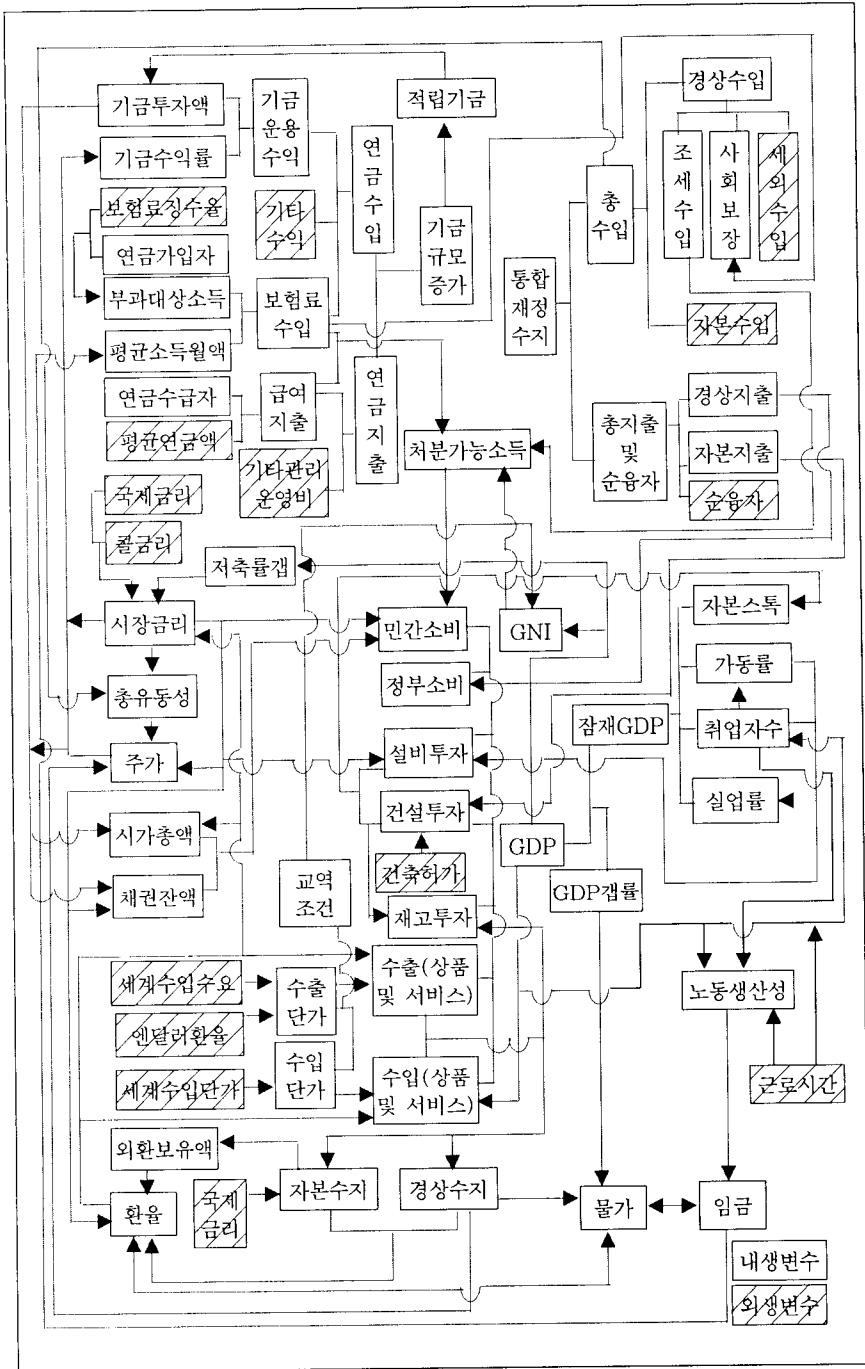 기금투자액
기금
운용
수익
적립기금
경상수입
기금수익률
연
금
수
입
총
수입
조
세
수
입
사
회
보
장
세
외
수
입
보험료징수율
기타
수익
기금
규모
증가
연금가입자
통합
재정
수지
부과대상소득
보험료
수입
자본수입
평균소득월액
연금수급자
급여
지출
연
금
지
출
경상지출
평균연금액
처분가능소득
총지출
및
순융자
자본지출
기타관리
운영비
순융자
국제금리
콜금리
저축률갭
자본스톡
시장금리
민간소비
GNI
가동률
정부소비
총유동성
잠재GDP
취업자수
주가
설비투자
실업률
건설투자
시가총액
GDP
건축허가
교역
조건
GDP갭률
채권잔액
재고투자
세계수입수요
수출
단가
수출(상품
및 서비스)
노동생산성
엔달러환율
수입
단가
수입(상품
및 서비스)
세계수입단가
근로시간
외환보유액
자본수지
경상수지
환율
국제
금리
물가
임금
내생변수
외생변수